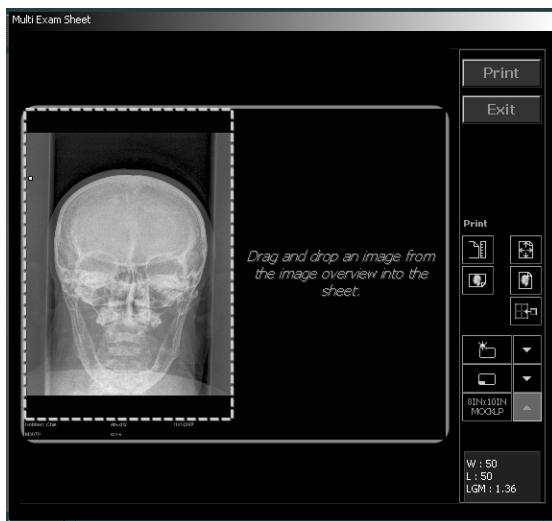 Multi Exam Sheet
Print
Exit
Drag and drop an image from
the image overview into the
sheet.
Print
8INx10IN
W : 50
L : 50
LGM : 1.36